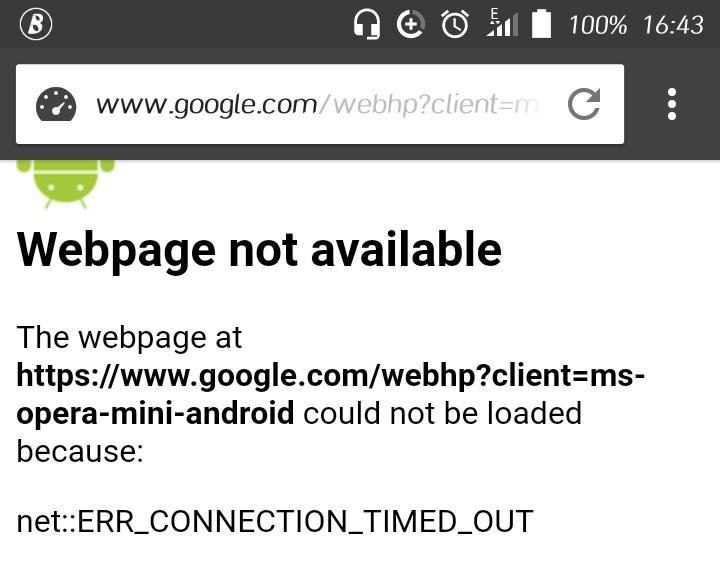 B E 100% 16:43
www.google.com/webhp?client=m
Webpage not available
The webpage at
https://www.google.com/webhp?client=ms-
opera-mini-android could not be loaded
because:
net::ERR_CONNECTION_TIMED_OUT